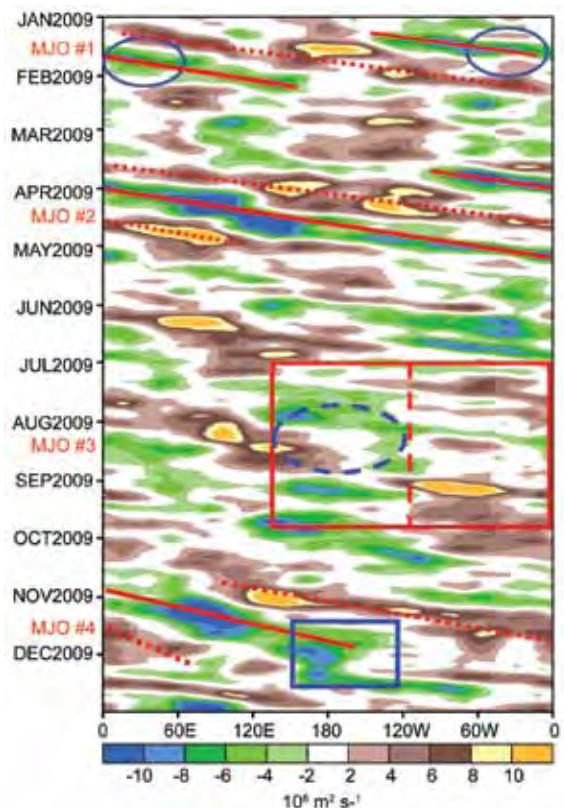 JAN2009
MJO #1
FEB2009
MAR2009
APR2009
MJO #2
MAY2009
JUN2009
JUL2009
AUG2009
MJO #3
SEP2009
OCT2009
NOV2009
MJO #4
DEC2009
0 60E 120E 180 120W 60W 0
-10 -8 -6 -4 -2 2 4 6 8 10
10⁶ m² s⁻¹